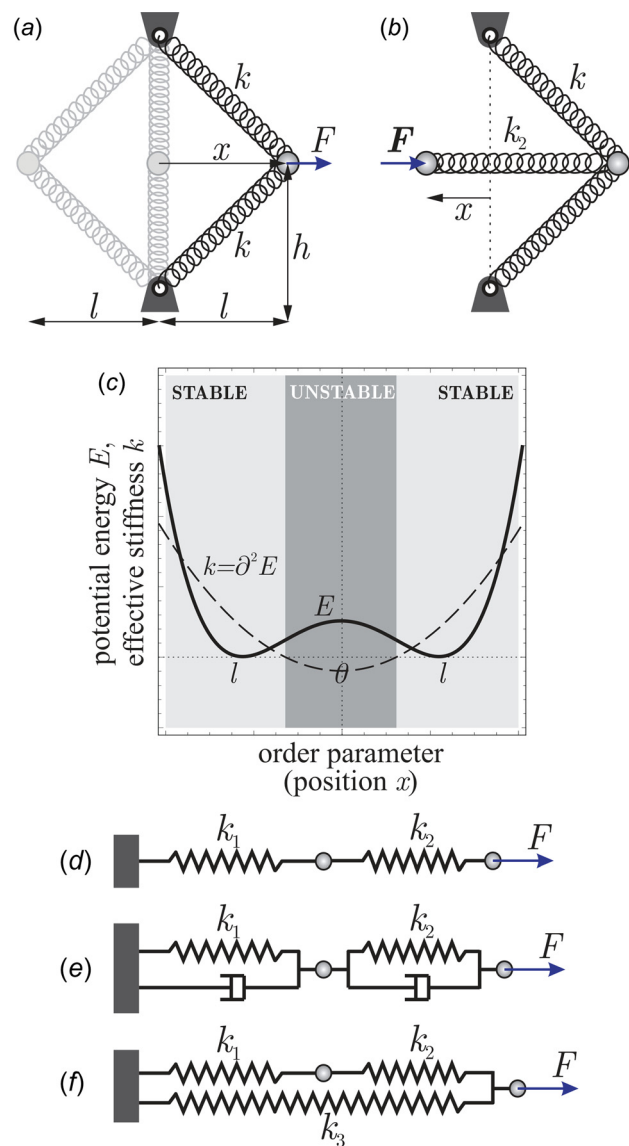 (a)
k
F
x
k
h
l
l
(b)
k
k₂
F
x
(c)
STABLE
UNSTABLE
STABLE
potential energy E,
effective stiffness k
k=∂²E
E
l
0
l
order parameter
(position x)
(d)
k₁
k₂
F
(e)
k₁
k₂
F
(f)
k₁
k₂
F
k₃